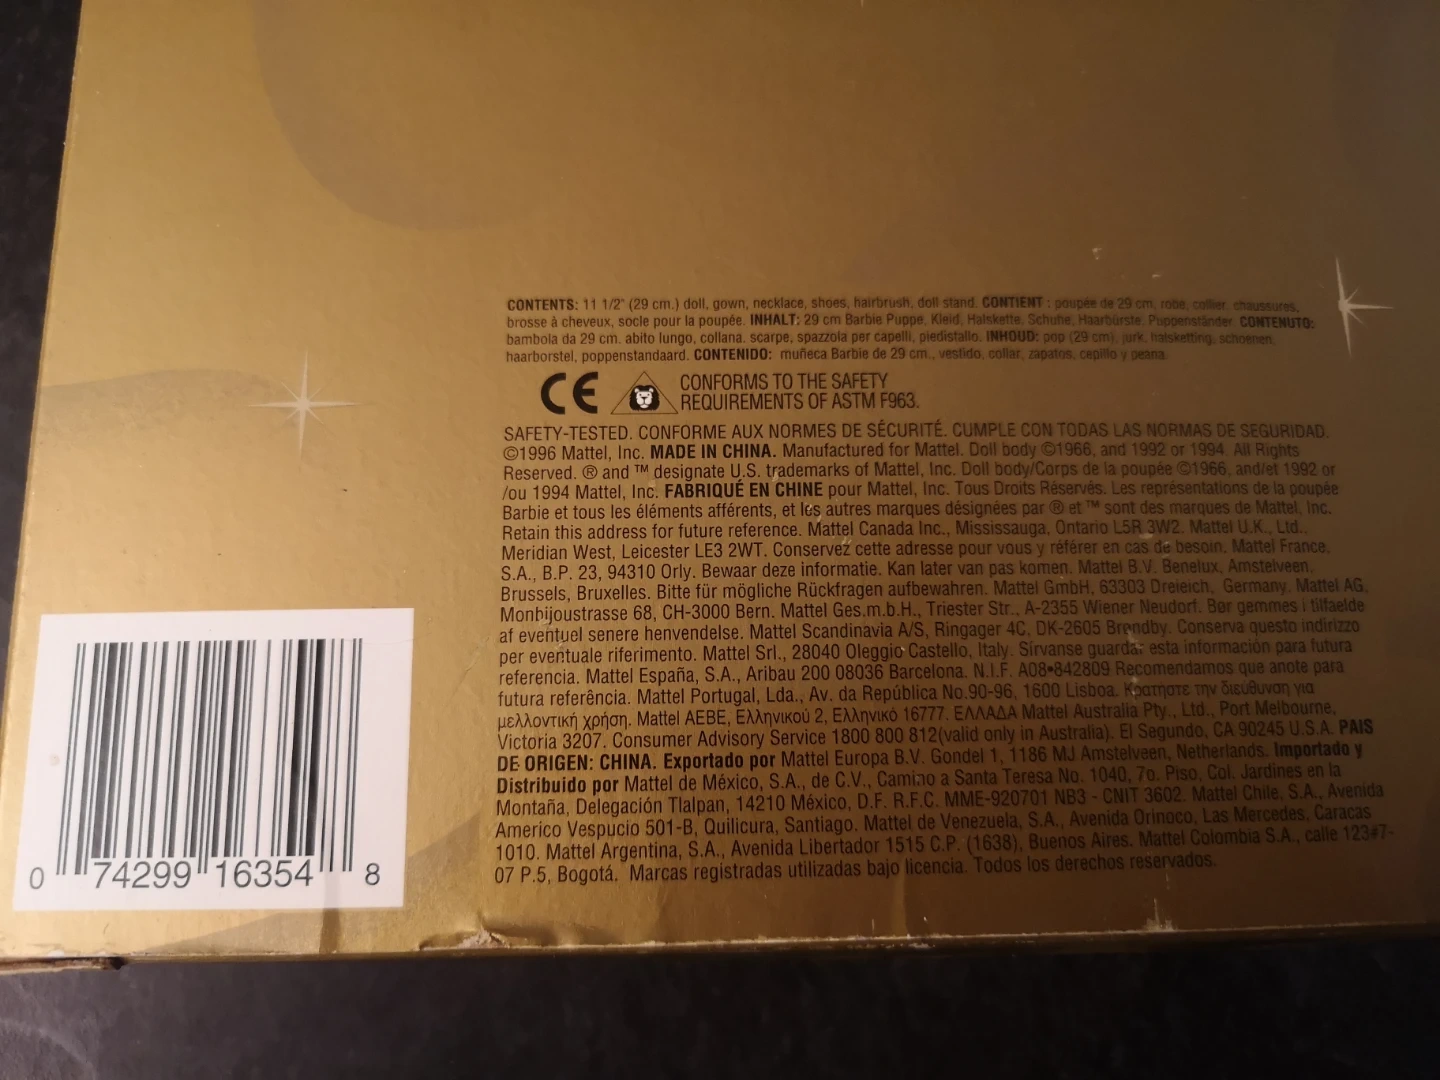 CONTENTS: 11 1/2" (29 cm.) doll, gown, necklace, shoes, hairbrush, doll stand. CONTIENT : poupée de 29 cm, robe, collier, chaussures,
brosse à cheveux, socle pour la poupée. INHALT: 29 cm Barbie Puppe, Kleid, Halskette, Schuhe, Haarbürste, Puppenständer. CONTENUTO:
bambola da 29 cm. abito lungo, collana. scarpe, spazzola per capelli, piedistallo. INHOUD: pop (29 cm), jurk, halsketting, schoenen,
haarborstel, poppenstandaard. CONTENIDO: muñeca Barbie de 29 cm., vestido, collar, zapatos, cepillo y peana.
CE CONFORMS TO THE SAFETY
REQUIREMENTS OF ASTM F963.
SAFETY-TESTED. CONFORME AUX NORMES DE SÉCURITÉ. CUMPLE CON TODAS LAS NORMAS DE SEGURIDAD.
©1996 Mattel, Inc. MADE IN CHINA. Manufactured for Mattel. Doll body ©1966, and 1992 or 1994. All Rights
Reserved. ® and ™ designate U.S. trademarks of Mattel, Inc. Doll body/Corps de la poupée ©1966, and/et 1992 or
/ou 1994 Mattel, Inc. FABRIQUÉ EN CHINE pour Mattel, Inc. Tous Droits Réservés. Les représentations de la poupée
Barbie et tous les éléments afférents, et les autres marques désignées par ® et ™ sont des marques de Mattel, Inc.
Retain this address for future reference. Mattel Canada Inc., Mississauga, Ontario L5R 3W2. Mattel U.K., Ltd.,
Meridian West, Leicester LE3 2WT. Conservez cette adresse pour vous y référer en cas de besoin. Mattel France,
S.A., B.P. 23, 94310 Orly. Bewaar deze informatie. Kan later van pas komen. Mattel B.V. Benelux, Amstelveen,
Brussels, Bruxelles. Bitte für mögliche Rückfragen aufbewahren. Mattel GmbH, 63303 Dreieich, Germany, Mattel AG,
Monbijoustrasse 68, CH-3000 Bern. Mattel Ges.m.b.H., Triester Str., A-2355 Wiener Neudorf. Bør gemmes i tilfaelde
af eventuel senere henvendelse. Mattel Scandinavia A/S, Ringager 4C, DK-2605 Brøndby. Conserva questo indirizzo
per eventuale riferimento. Mattel Srl., 28040 Oleggio Castello, Italy. Sirvanse guardar esta información para futura
referencia. Mattel España, S.A., Aribau 200 08036 Barcelona. N.I.F. A08•842809 Recomendamos que anote para
futura referência. Mattel Portugal, Lda., Av. da República No.90-96, 1600 Lisboa. Κρατηστε την διεύθυνση για
μελλοντική χρήση. Mattel AEBE, Ελληνικού 2, Ελληνικό 16777. ΕΛΛΑΔΑ Mattel Australia Pty., Ltd., Port Melbourne,
Victoria 3207. Consumer Advisory Service 1800 800 812(valid only in Australia). El Segundo, CA 90245 U.S.A. PAIS
DE ORIGEN: CHINA. Exportado por Mattel Europa B.V. Gondel 1, 1186 MJ Amstelveen, Netherlands. Importado y
Distribuido por Mattel de México, S.A., de C.V., Camino a Santa Teresa No. 1040, 7o. Piso, Col. Jardines en la
Montaña, Delegación Tlalpan, 14210 México, D.F. R.F.C. MME-920701 NB3 - CNIT 3602. Mattel Chile, S.A., Avenida
Americo Vespucio 501-B, Quilicura, Santiago. Mattel de Venezuela, S.A., Avenida Orinoco, Las Mercedes, Caracas
1010. Mattel Argentina, S.A., Avenida Libertador 1515 C.P. (1638), Buenos Aires. Mattel Colombia S.A., calle 123#7-
07 P.5, Bogotá. Marcas registradas utilizadas bajo licencia. Todos los derechos reservados.
0 74299 16354 8